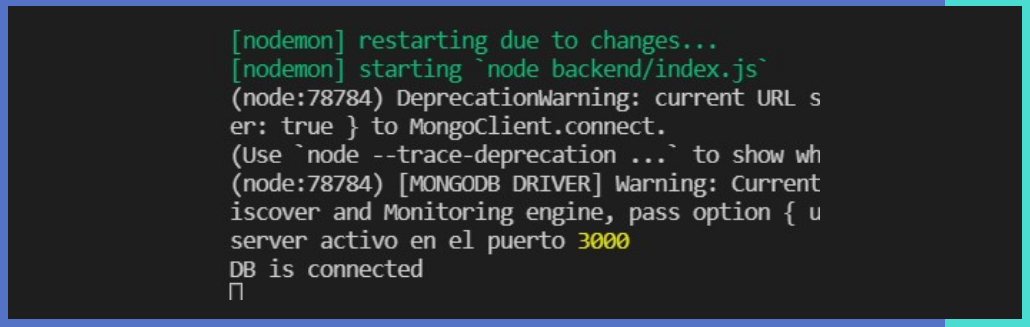 [nodemon] restarting due to changes...
[nodemon] starting `node backend/index.js`
(node:78784) DeprecationWarning: current URL s
er: true } to MongoClient.connect.
(Use `node --trace-deprecation ...` to show wh
(node:78784) [MONGODB DRIVER] Warning: Current
iscover and Monitoring engine, pass option { u
server activo en el puerto 3000
DB is connected